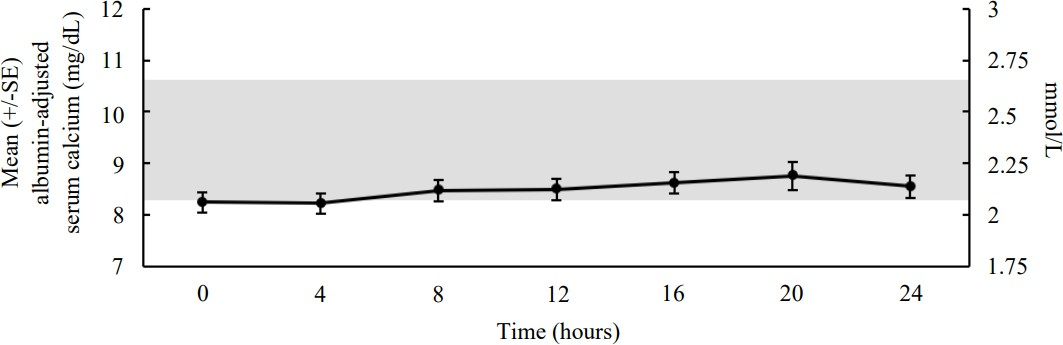 Mean (+/-SE)
albumin-adjusted
serum calcium (mg/dL)
12
11
10
9
8
7
3
2.75
2.5
2.25
2
1.75
mmol/L
0 4 8 12 16 20 24
Time (hours)